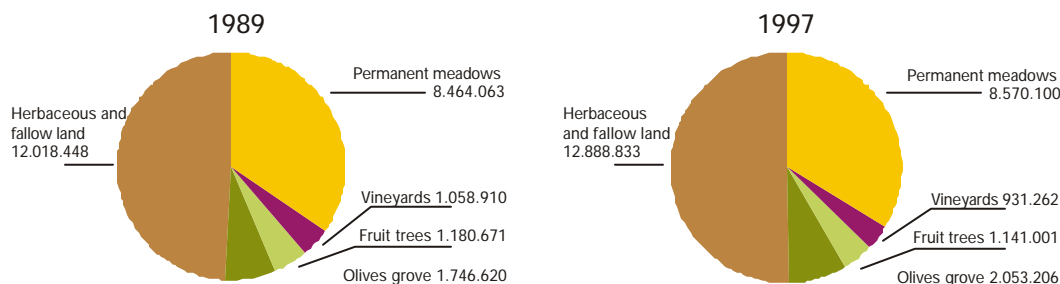 1989
Permanent meadows
8.464.063
Herbaceous and
fallow land
12.018.448
Vineyards 1.058.910
Fruit trees 1.180.671
Olives grove 1.746.620
1997
Permanent meadows
8.570.100
Herbaceous
and fallow land
12.888.833
Vineyards 931.262
Fruit trees 1.141.001
Olives grove 2.053.206